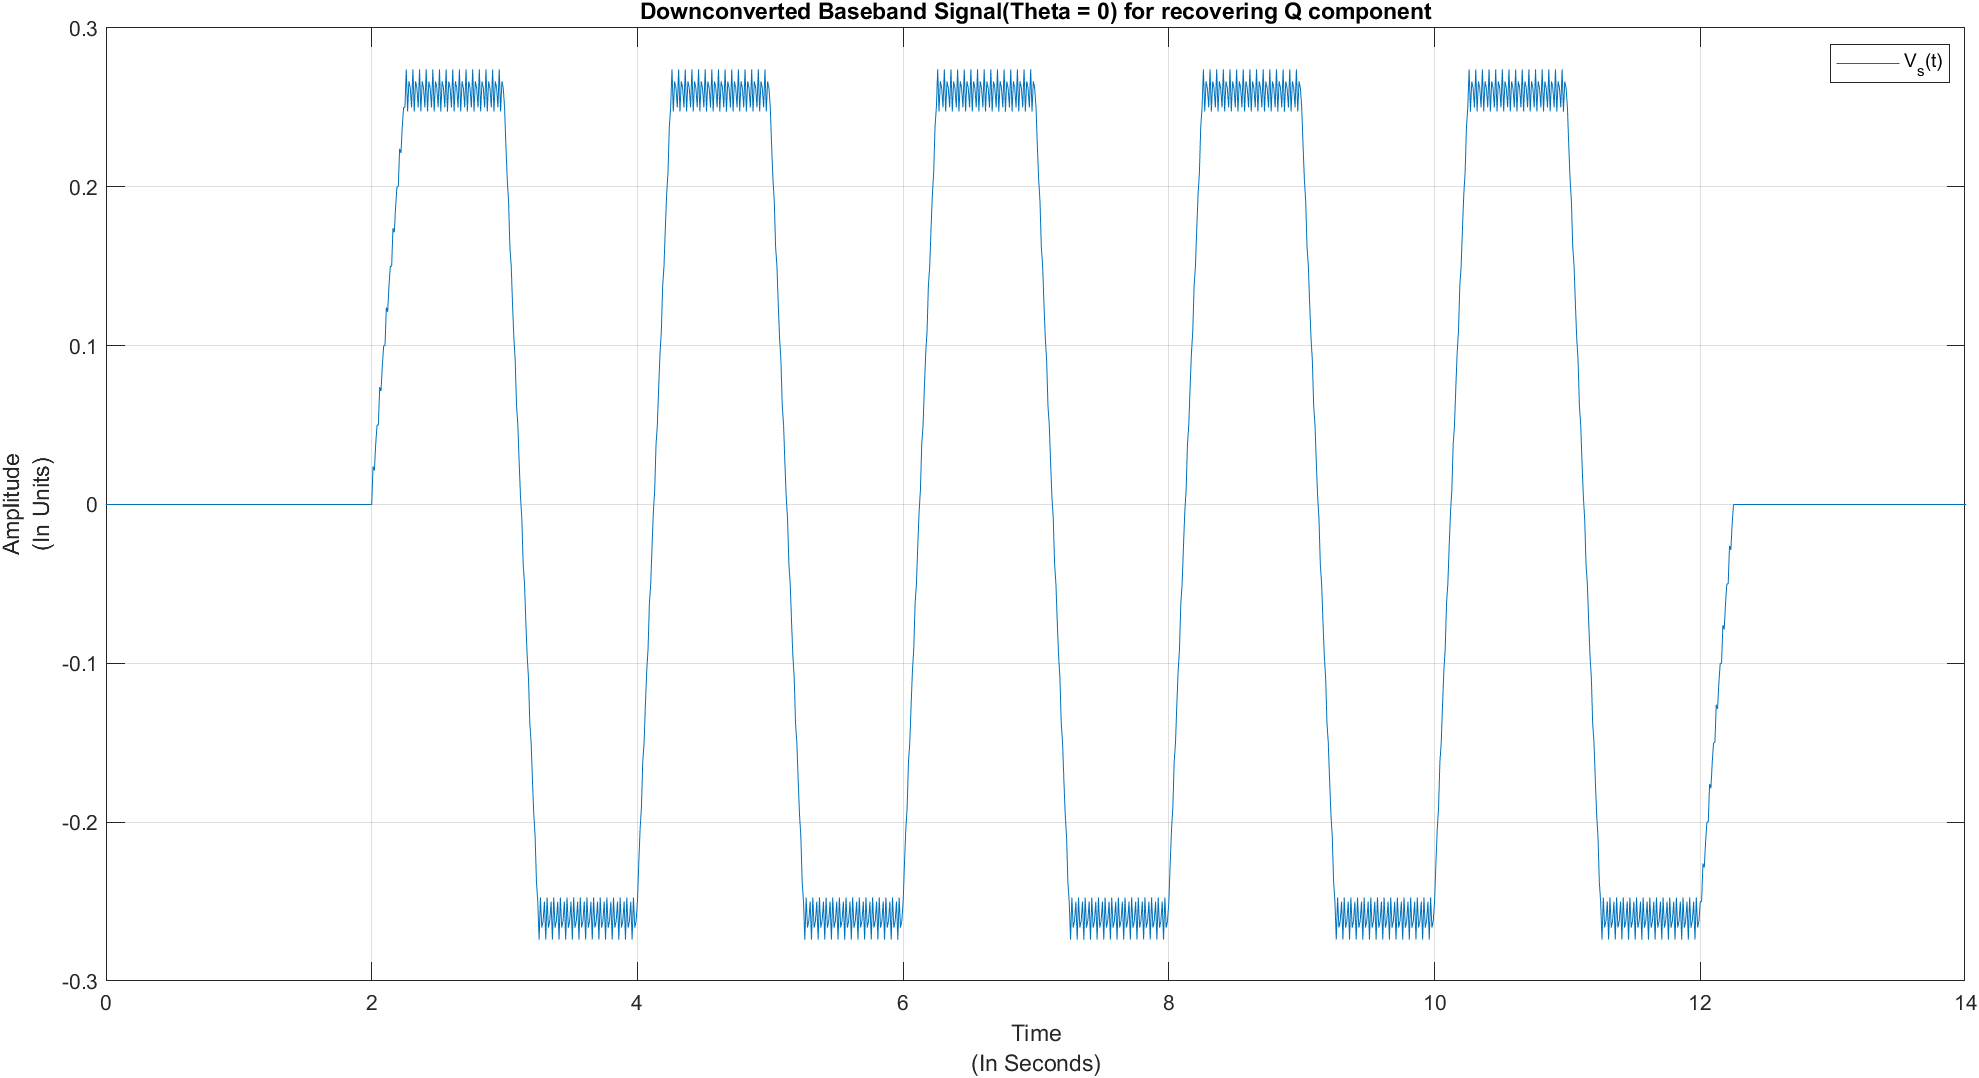 Downconverted Baseband Signal(Theta = 0) for recovering Q component
V_s(t)
0.3
0.2
0.1
0
-0.1
-0.2
-0.3
Amplitude
(In Units)
0 2 4 6 8 10 12 14
Time
(In Seconds)